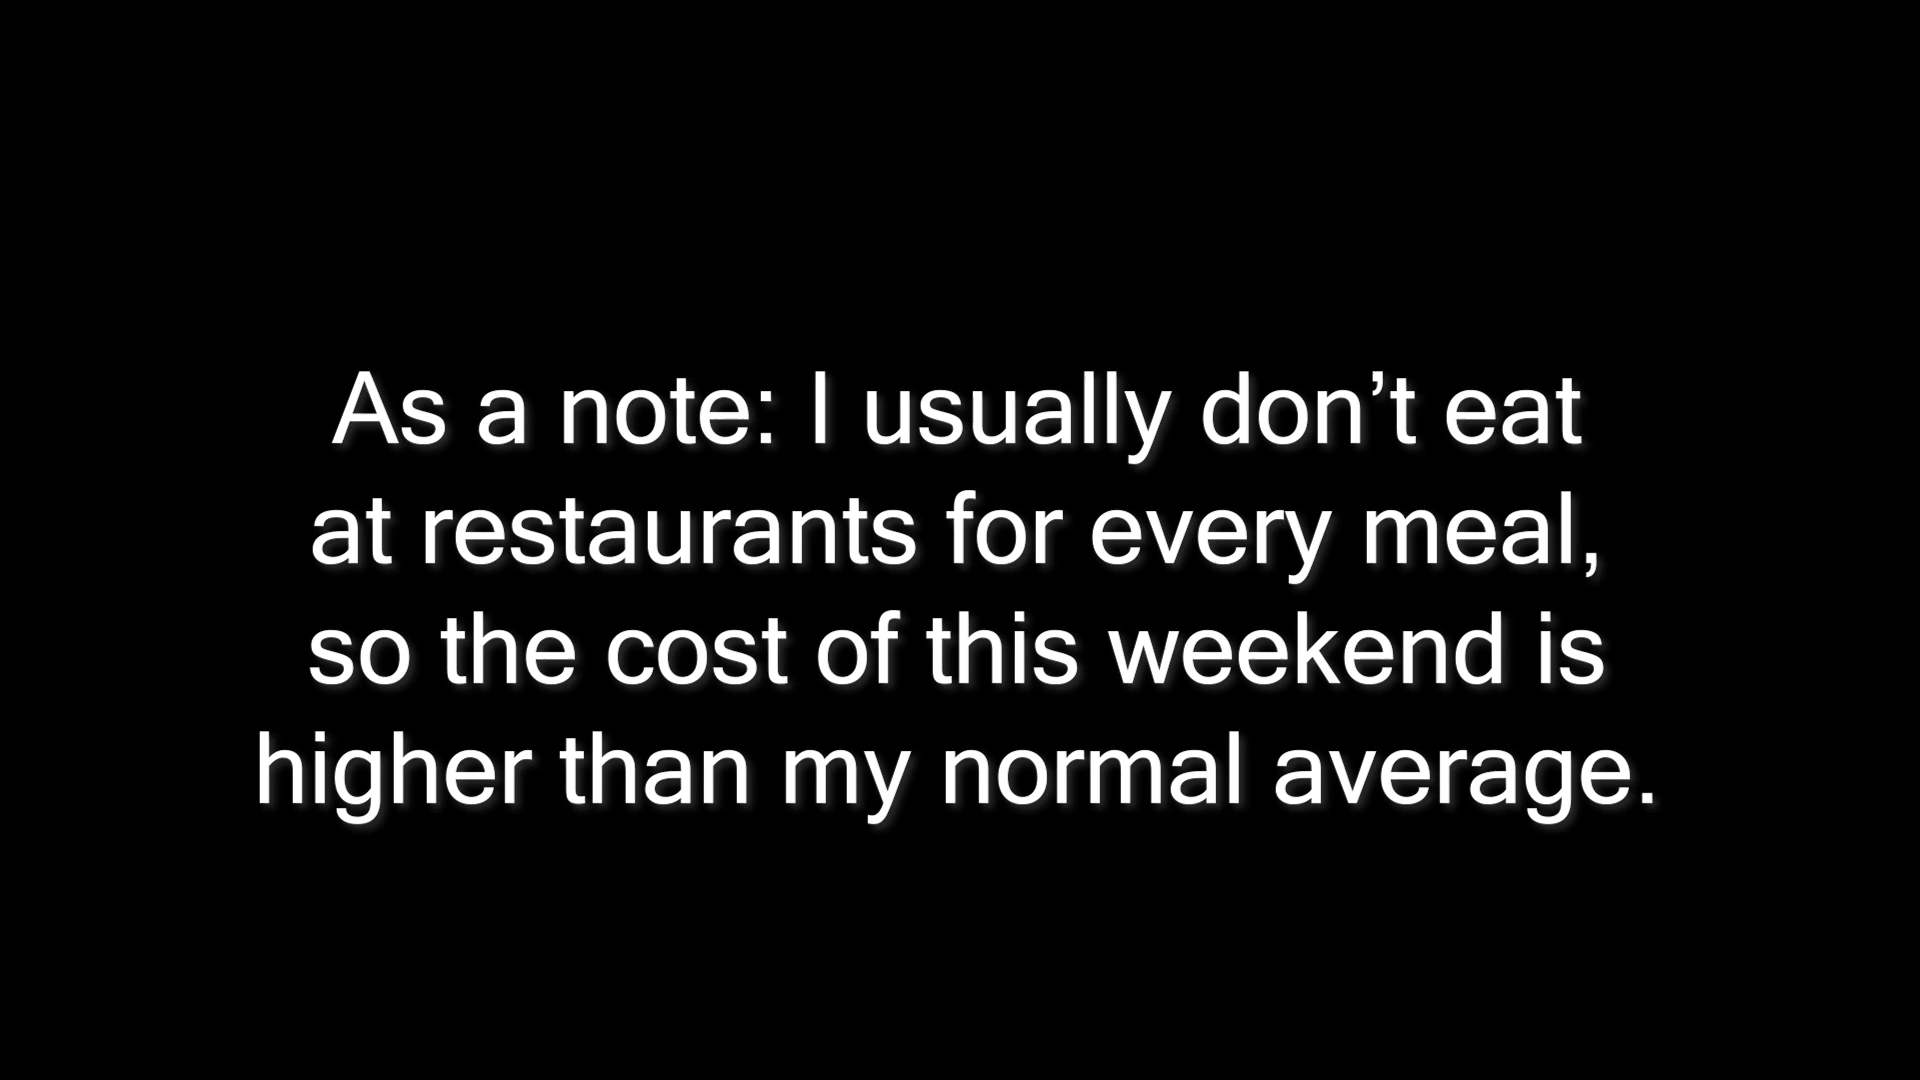 As a note: I usually don’t eat
at restaurants for every meal,
so the cost of this weekend is
higher than my normal average.